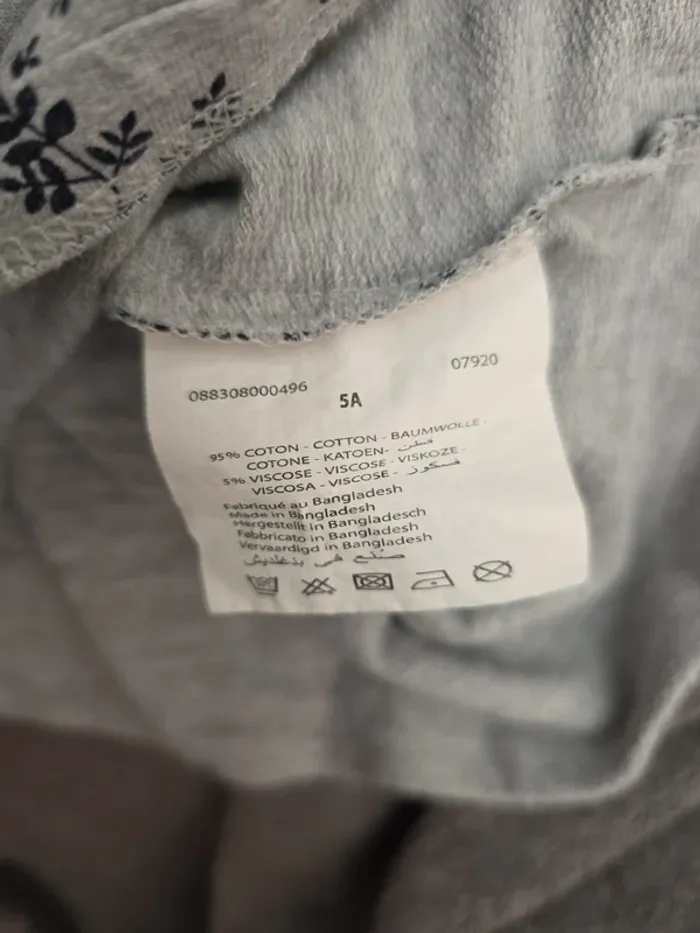 088308000496
5A
07920
95% COTON - COTTON - BAUMWOLLE -
COTONE - KATOEN- قطن
5% VISCOSE - VISCOSE - VISKOZE -
VISCOSA - VISCOSE - فسكوز
Fabriqué au Bangladesh
Made in Bangladesh
Hergestellt in Bangladesch
Fabbricato in Bangladesh
Vervaardigd in Bangladesh
صنع في بنغلديش